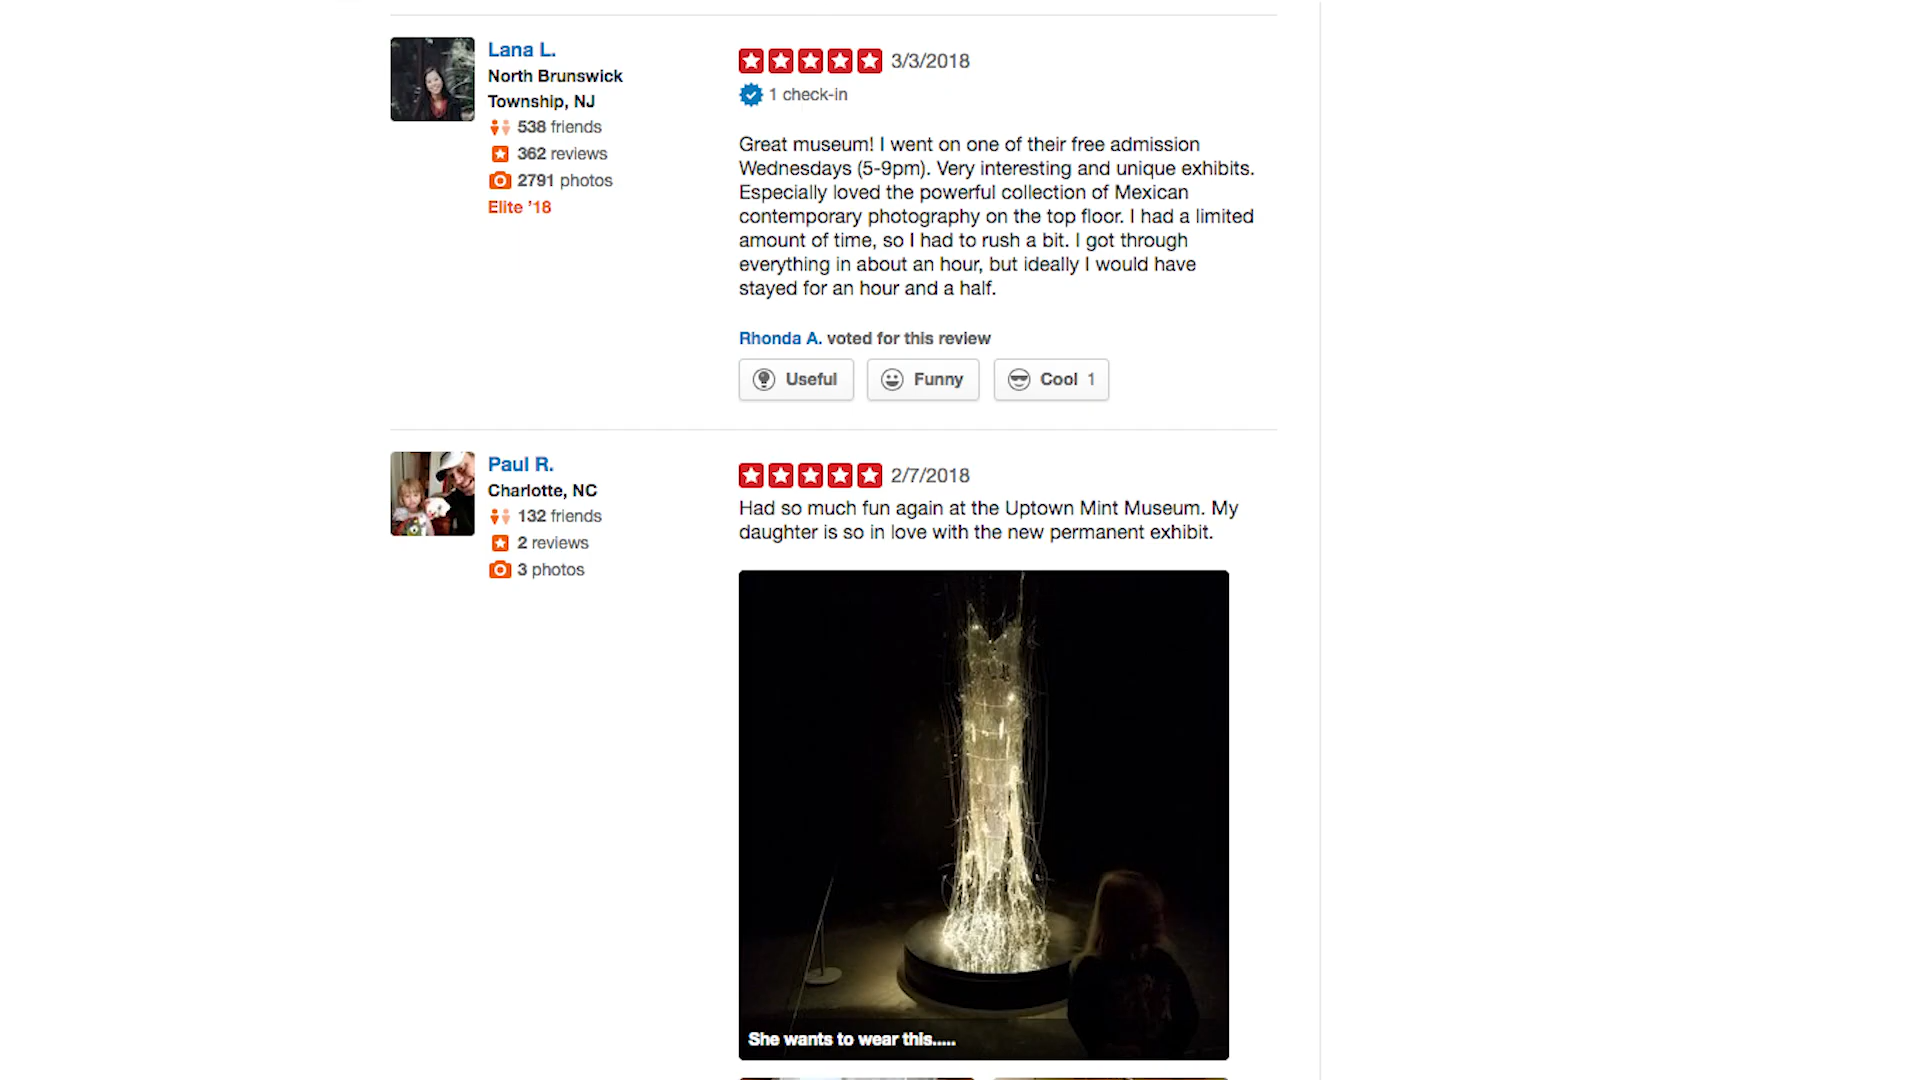 Lana L.
North Brunswick
Township, NJ
538 friends
362 reviews
2791 photos
Elite ’18
3/3/2018
1 check-in
Great museum! I went on one of their free admission
Wednesdays (5-9pm). Very interesting and unique exhibits.
Especially loved the powerful collection of Mexican
contemporary photography on the top floor. I had a limited
amount of time, so I had to rush a bit. I got through
everything in about an hour, but ideally I would have
stayed for an hour and a half.
Rhonda A. voted for this review
Useful
Funny
Cool 1
Paul R.
Charlotte, NC
132 friends
2 reviews
3 photos
2/7/2018
Had so much fun again at the Uptown Mint Museum. My
daughter is so in love with the new permanent exhibit.
She wants to wear this.....